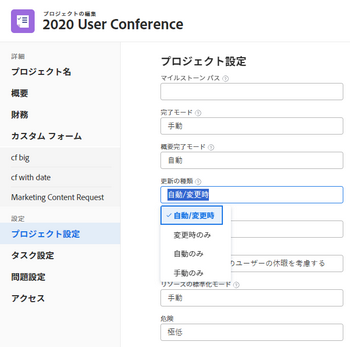 プロジェクトの編集
2020 User Conference
詳細
プロジェクト名
概要
財務
カスタム フォーム
cf big
cf with date
Marketing Content Request
設定
プロジェクト設定
タスク設定
問題設定
アクセス
プロジェクト設定
マイルストーン パス
完了モード
手動
概要完了モード
自動
更新の種類
自動/変更時
自動/変更時
変更時のみ
自動のみ
手動のみ
のユーザーの休暇を考慮する
リソースの標準化モード
手動
危険
極低